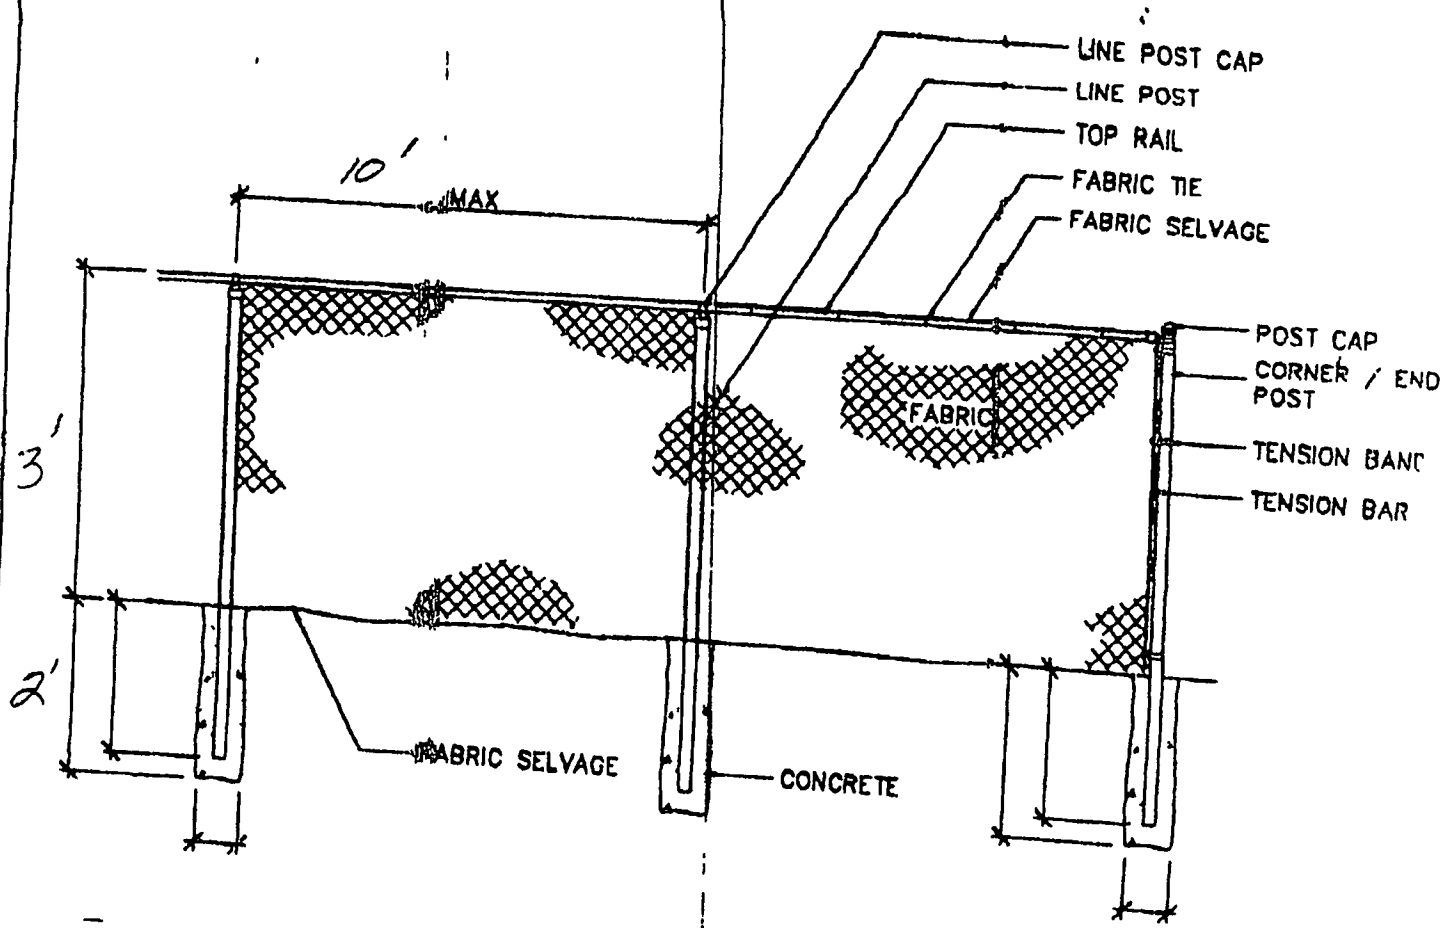 LINE POST CAP
LINE POST
TOP RAIL
FABRIC TIE
FABRIC SELVAGE
10'
MAX
POST CAP
CORNER / END
POST
FABRIC
TENSION BAND
TENSION BAR
3'
2'
FABRIC SELVAGE
CONCRETE